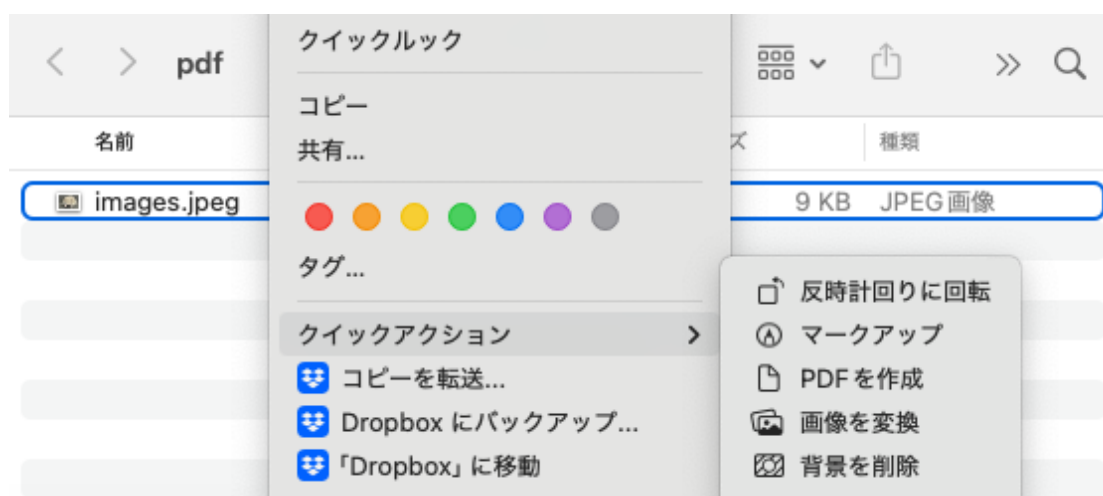 クイックルック
pdf
コピー
名前
共有...
ズ
種類
images.jpeg
9 KB
JPEG画像
タグ...
クイックアクション
コピーを転送...
Dropbox にバックアップ...
「Dropbox」に移動
反時計回りに回転
マークアップ
PDFを作成
画像を変換
背景を削除